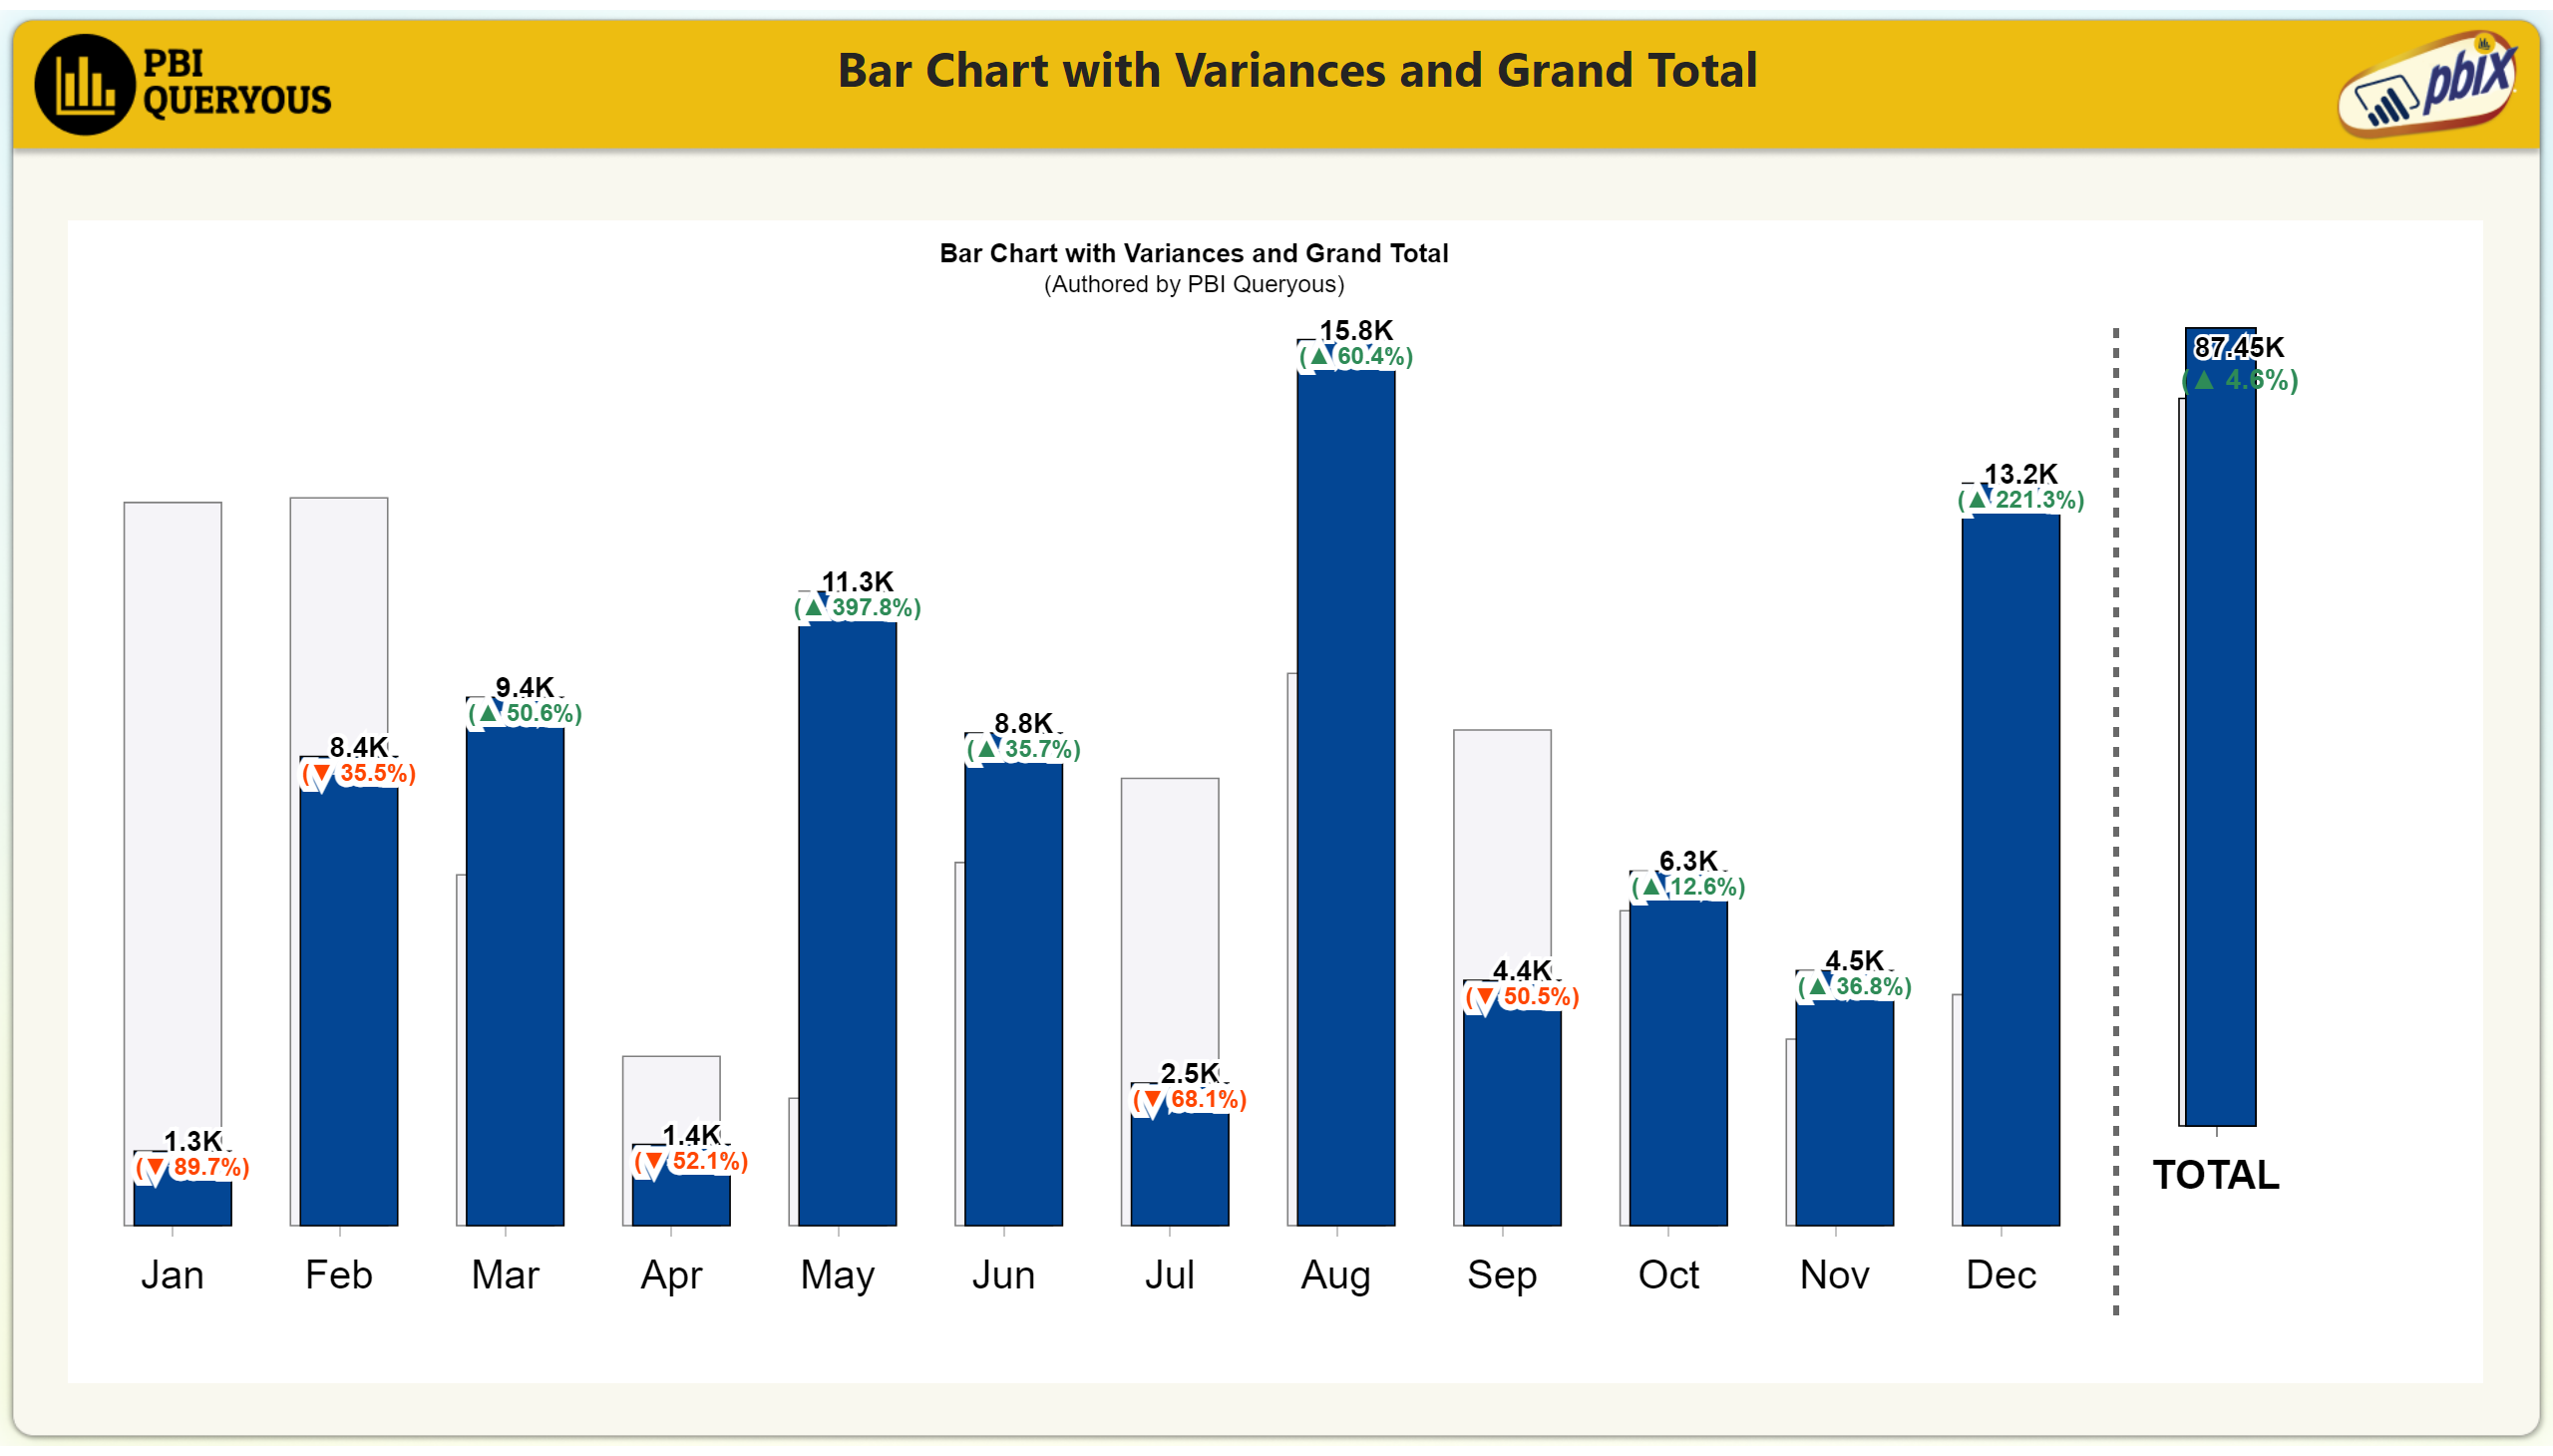 PBI
QUERYOUS
Bar Chart with Variances and Grand Total
pbix
Bar Chart with Variances and Grand Total
(Authored by PBI Queryous)
1.3K
(▼ 89.7%)
8.4K
(▼ 35.5%)
9.4K
(▲ 50.6%)
1.4K
(▼ 52.1%)
11.3K
(▲ 397.8%)
8.8K
(▲ 35.7%)
2.5K
(▼ 68.1%)
15.8K
(▲ 60.4%)
4.4K
(▼ 50.5%)
6.3K
(▲ 12.6%)
4.5K
(▲ 36.8%)
13.2K
(▲ 221.3%)
87.45K
(▲ 4.6%)
Jan Feb Mar Apr May Jun Jul Aug Sep Oct Nov Dec
TOTAL